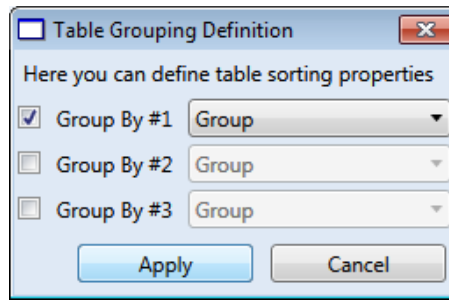 Table Grouping Definition
Here you can define table sorting properties
Group By #1 Group
Group By #2 Group
Group By #3 Group
Apply Cancel